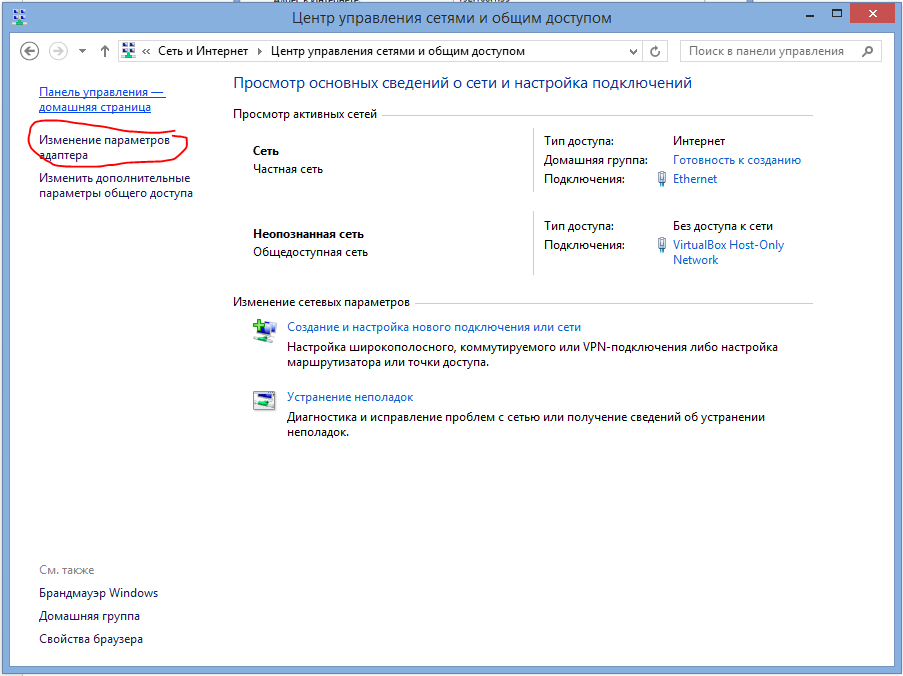 Центр управления сетями и общим доступом
« Сеть и Интернет ▸ Центр управления сетями и общим доступом
Поиск в панели управления
Панель управления —
домашняя страница
Изменение параметров
адаптера
Изменить дополнительные
параметры общего доступа
Просмотр основных сведений о сети и настройка подключений
Просмотр активных сетей
Сеть
Частная сеть
Тип доступа: Интернет
Домашняя группа: Готовность к созданию
Подключения: Ethernet
Неопознанная сеть
Общедоступная сеть
Тип доступа: Без доступа к сети
Подключения: VirtualBox Host-Only
Network
Изменение сетевых параметров
Создание и настройка нового подключения или сети
Настройка широкополосного, коммутируемого или VPN-подключения либо настройка
маршрутизатора или точки доступа.
Устранение неполадок
Диагностика и исправление проблем с сетью или получение сведений об устранении
неполадок.
См. также
Брандмауэр Windows
Домашняя группа
Свойства браузера